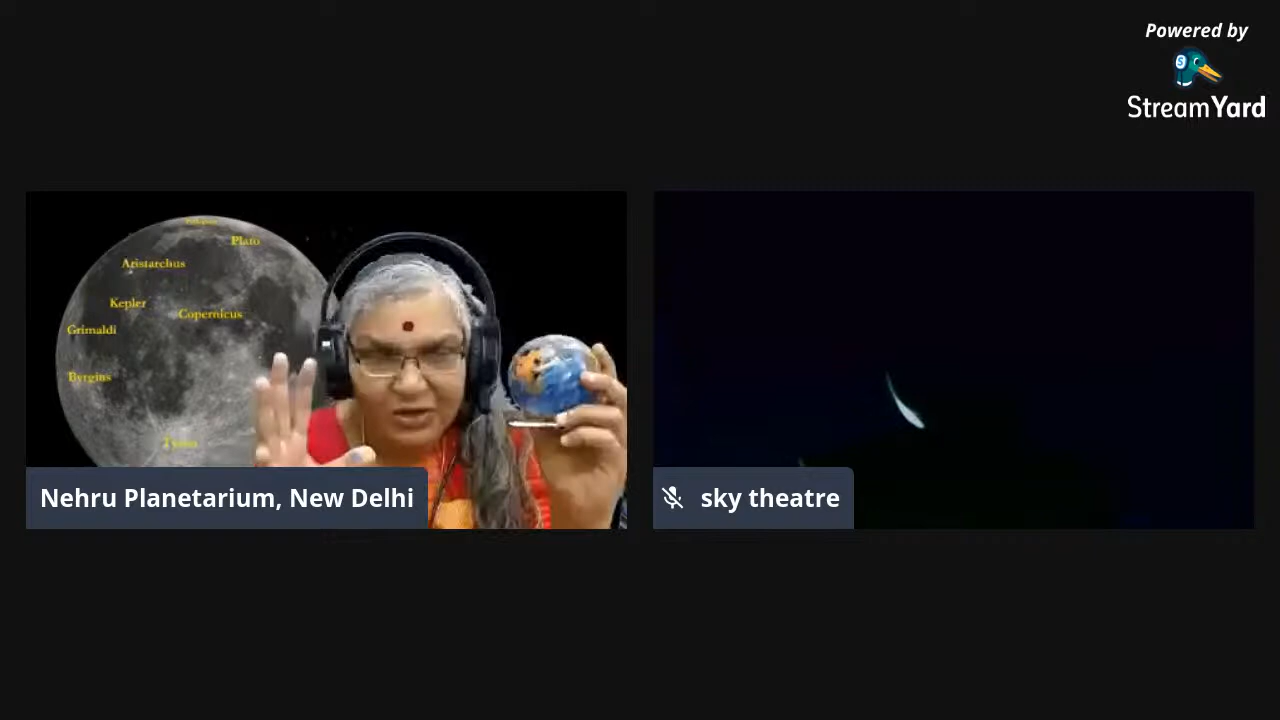 Powered by
StreamYard
Plato
Aristarchus
Kepler
Copernicus
Grimaldi
Byrgius
Tycho
Nehru Planetarium, New Delhi
sky theatre